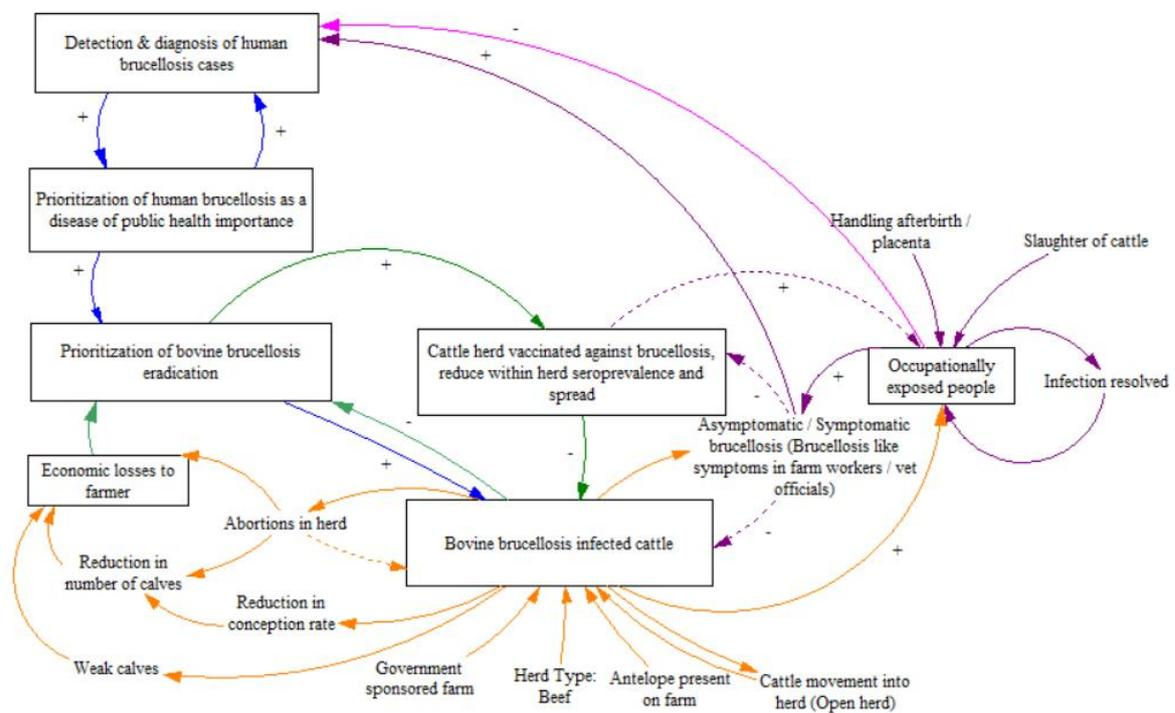 Detection & diagnosis of human
brucellosis cases
-
+
+
+
Prioritization of human brucellosis as a
disease of public health importance
Handling afterbirth /
placenta
Slaughter of cattle
+
+
+
Prioritization of bovine brucellosis
eradication
Cattle herd vaccinated against brucellosis,
reduce within herd seroprevalence and
spread
Occupationally
exposed people
Infection resolved
+
-
-
Asymptomatic / Symptomatic
brucellosis (Brucellosis like
symptoms in farm workers / vet
officials)
+
-
Economic losses to
farmer
Abortions in herd
Bovine brucellosis infected cattle
-
+
Reduction in
number of calves
Reduction in
conception rate
Weak calves
Government
sponsored farm
Herd Type:
Beef
Antelope present
on farm
Cattle movement into
herd (Open herd)